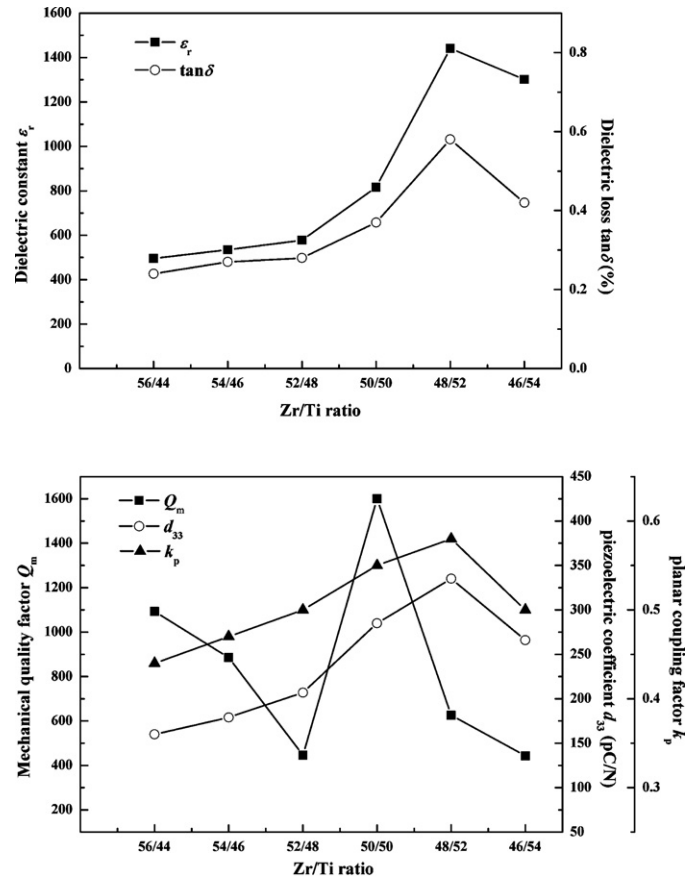 1600
1400
1200
1000
800
600
400
200
0
Dielectric constant εr
εr
tanδ
0.8
0.6
0.4
0.2
0.0
Dielectric loss tanδ (%)
56/44 54/46 52/48 50/50 48/52 46/54
Zr/Ti ratio
1600
1400
1200
1000
800
600
400
200
Mechanical quality factor Qm
Qm
d33
kp
450
400
350
300
250
200
150
100
50
piezoelectric coefficient d33 (pC/N)
0.6
0.5
0.4
0.3
planar coupling factor kp
56/44 54/46 52/48 50/50 48/52 46/54
Zr/Ti ratio